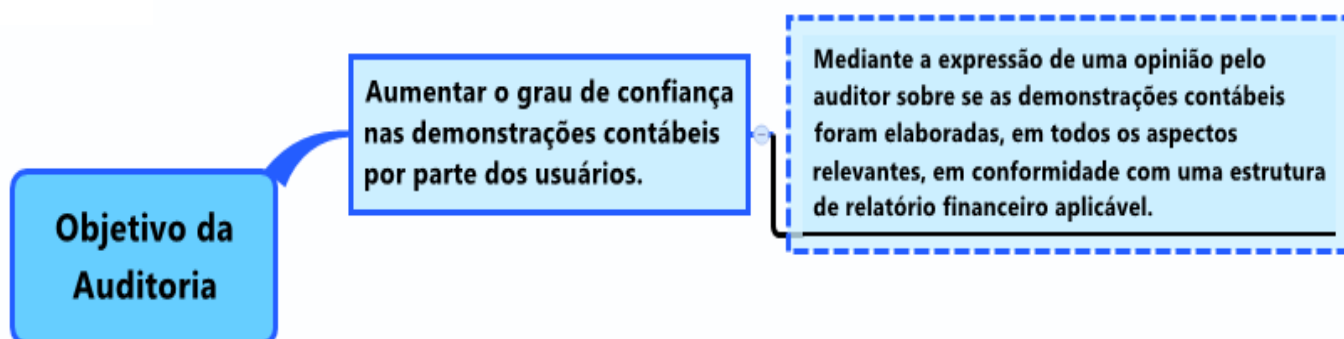 Objetivo da
Auditoria
Aumentar o grau de confiança
nas demonstrações contábeis
por parte dos usuários.
Mediante a expressão de uma opinião pelo
auditor sobre se as demonstrações contábeis
foram elaboradas, em todos os aspectos
relevantes, em conformidade com uma estrutura
de relatório financeiro aplicável.